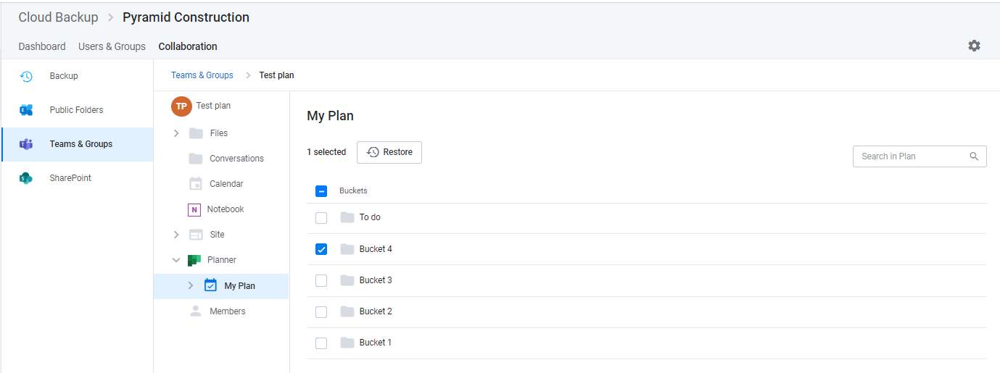 Cloud Backup > Pyramid Construction
Dashboard Users & Groups Collaboration
Backup
Public Folders
Teams & Groups
SharePoint
Teams & Groups > Test plan
TP Test plan
Files
Conversations
Calendar
N Notebook
Site
Planner
My Plan
Members
My Plan
1 selected Restore
Search in Plan
Buckets
To do
Bucket 4
Bucket 3
Bucket 2
Bucket 1